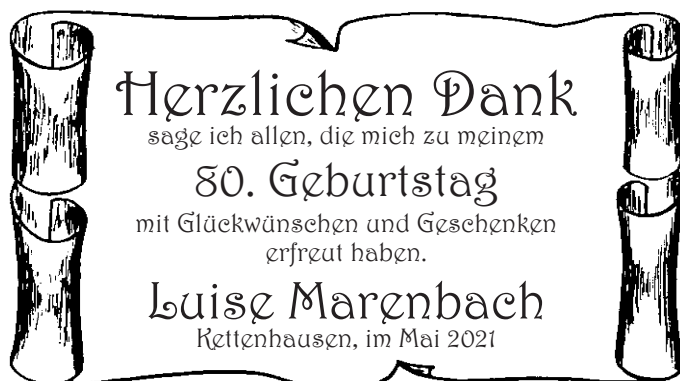 Herzlichen Dank
sage ich allen, die mich zu meinem
80. Geburtstag
mit Glückwünschen und Geschenken
erfreut haben.
Luise Marenbach
Kettenhausen, im Mai 2021